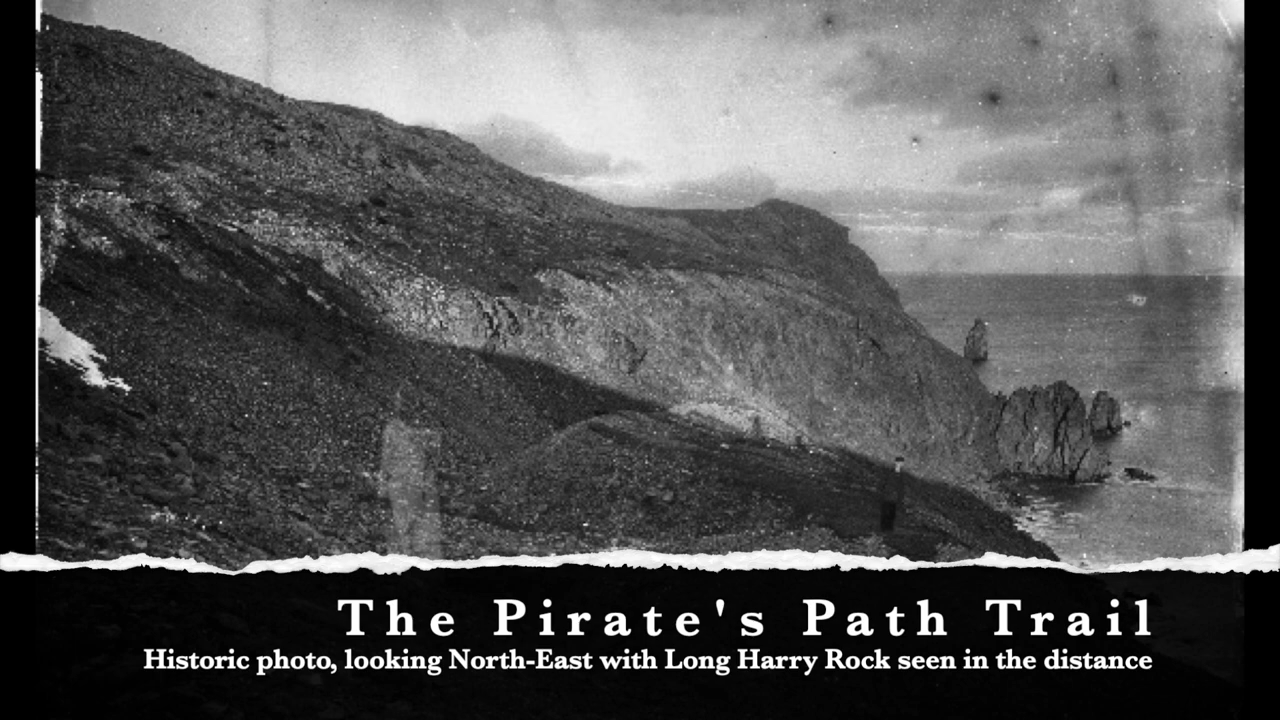 The Pirate's Path Trail
Historic photo, looking North-East with Long Harry Rock seen in the distance